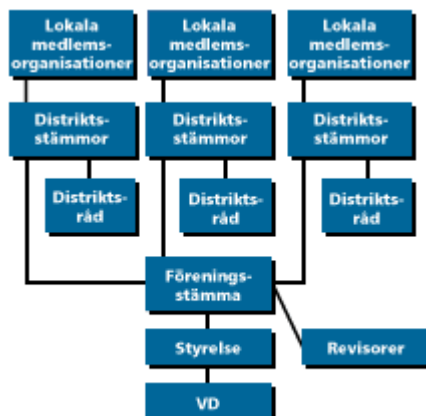 Lokala
medlems-
organisationer
Lokala
medlems-
organisationer
Lokala
medlems-
organisationer
Distrikts-
stämmor
Distrikts-
stämmor
Distrikts-
stämmor
Distrikts-
råd
Distrikts-
råd
Distrikts-
råd
Förenings-
stämma
Styrelse
Revisorer
VD